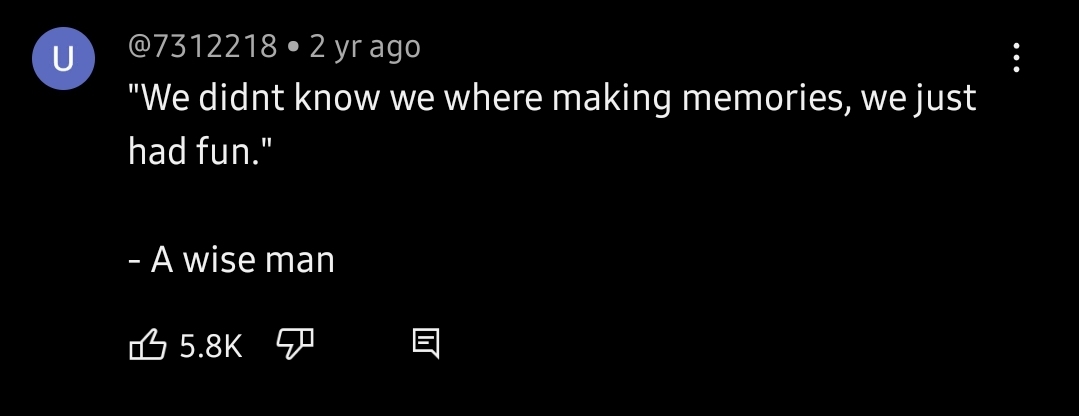 U
@7312218 • 2 yr ago
"We didnt know we where making memories, we just
had fun."
- A wise man
5.8K